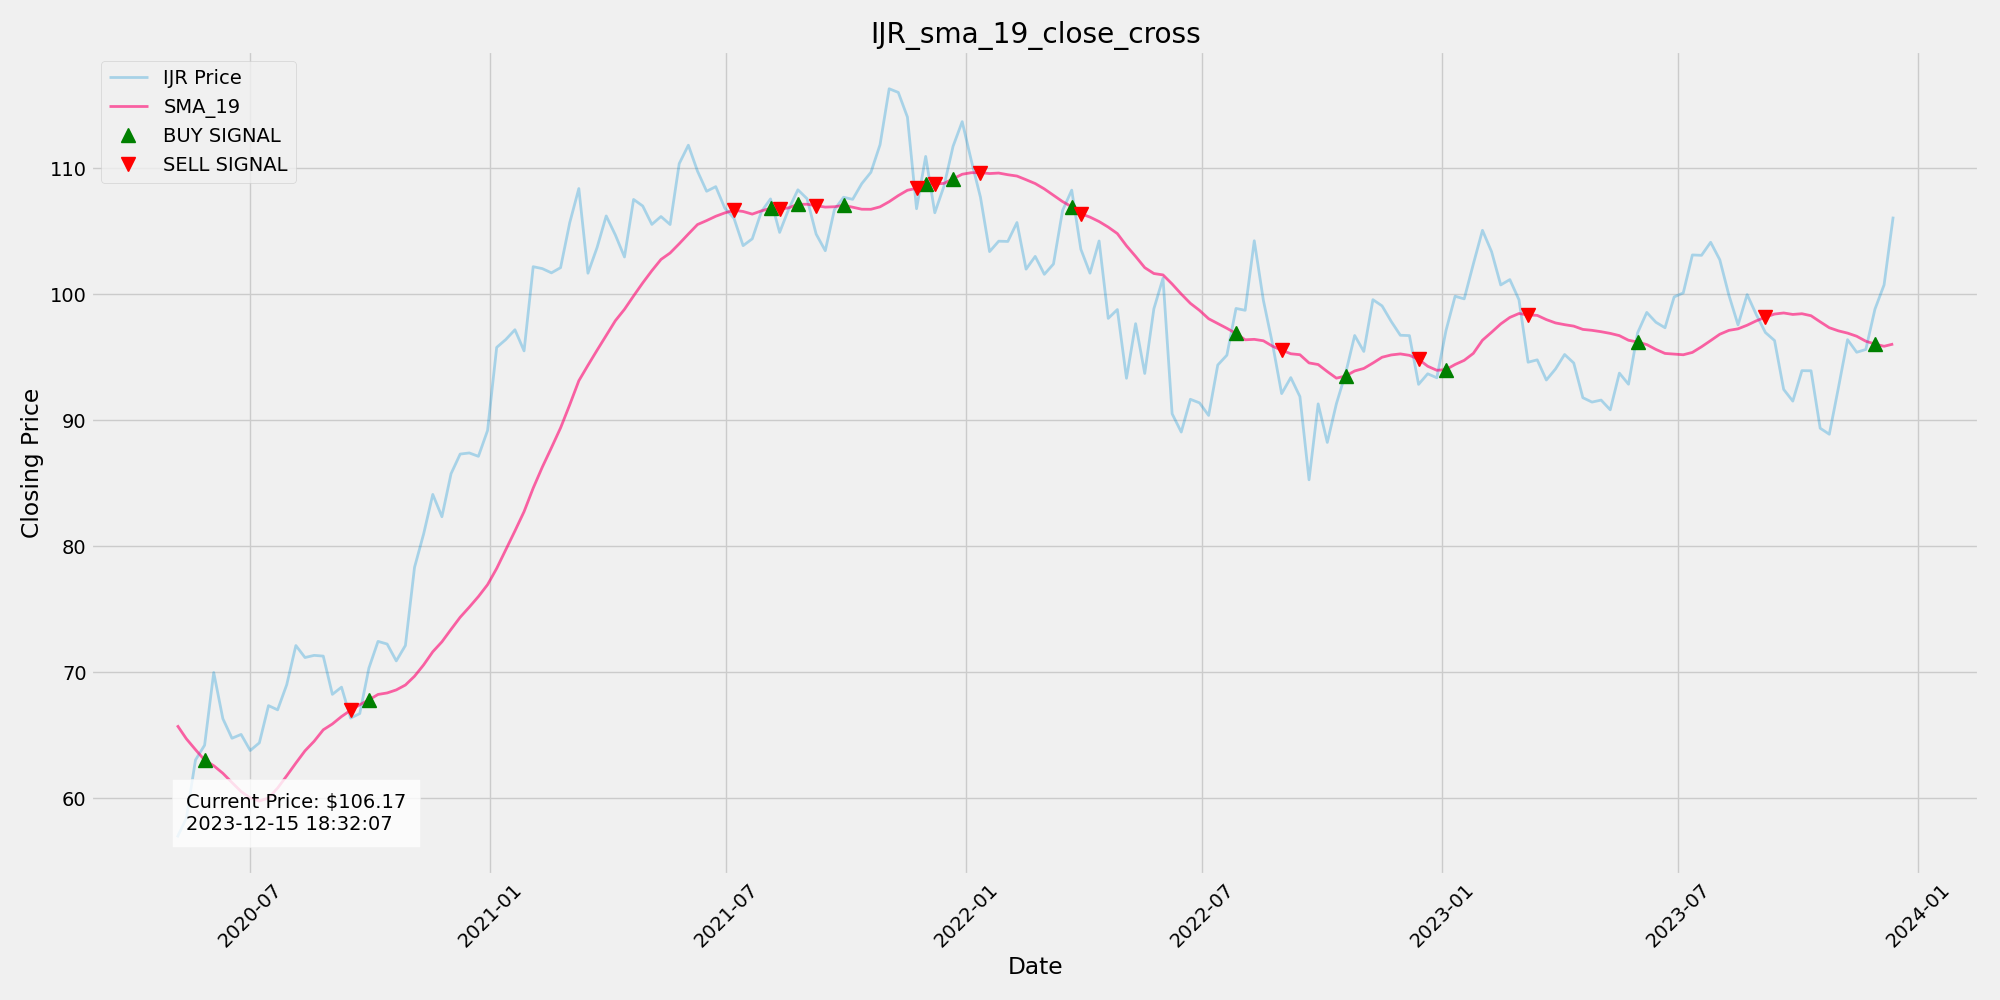 IJR_sma_19_close_cross
IJR Price
SMA_19
BUY SIGNAL
SELL SIGNAL
110
100
90
80
70
60
Closing Price
Current Price: $106.17
2023-12-15 18:32:07
2020-07
2021-01
2021-07
2022-01
2022-07
2023-01
2023-07
2024-01
Date